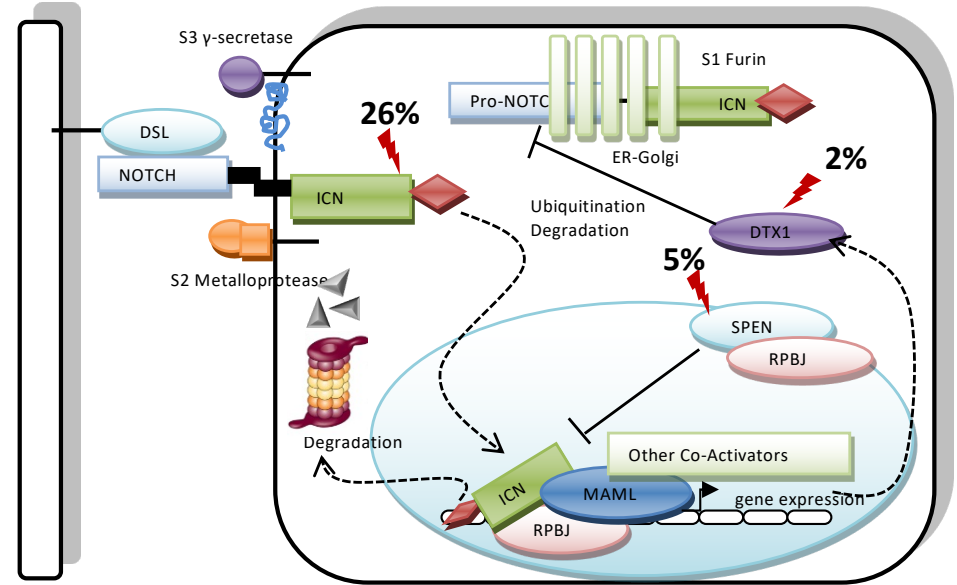 S3 γ-secretase
S1 Furin
26%
Pro-NOTC
ICN
DSL
ER-Golgi
2%
NOTCH
ICN
Ubiquitination
Degradation
DTX1
5%
S2 Metalloprotease
SPEN
RPBJ
Degradation
Other Co-Activators
ICN
MAML
gene expression
RPBJ